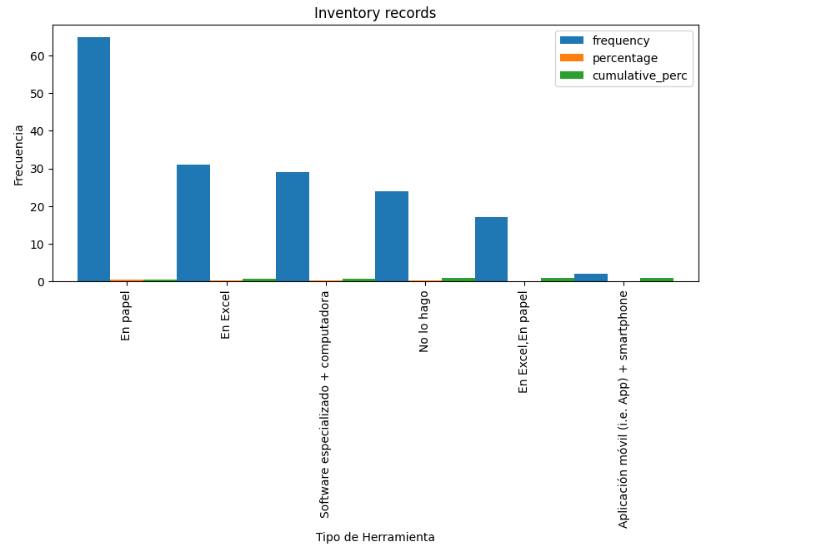 Inventory records
frequency
percentage
cumulative_perc
Frecuencia
60
50
40
30
20
10
0
En papel
En Excel
Software especializado + computadora
No lo hago
En Excel,En papel
Aplicación móvil (i.e. App) + smartphone
Tipo de Herramienta